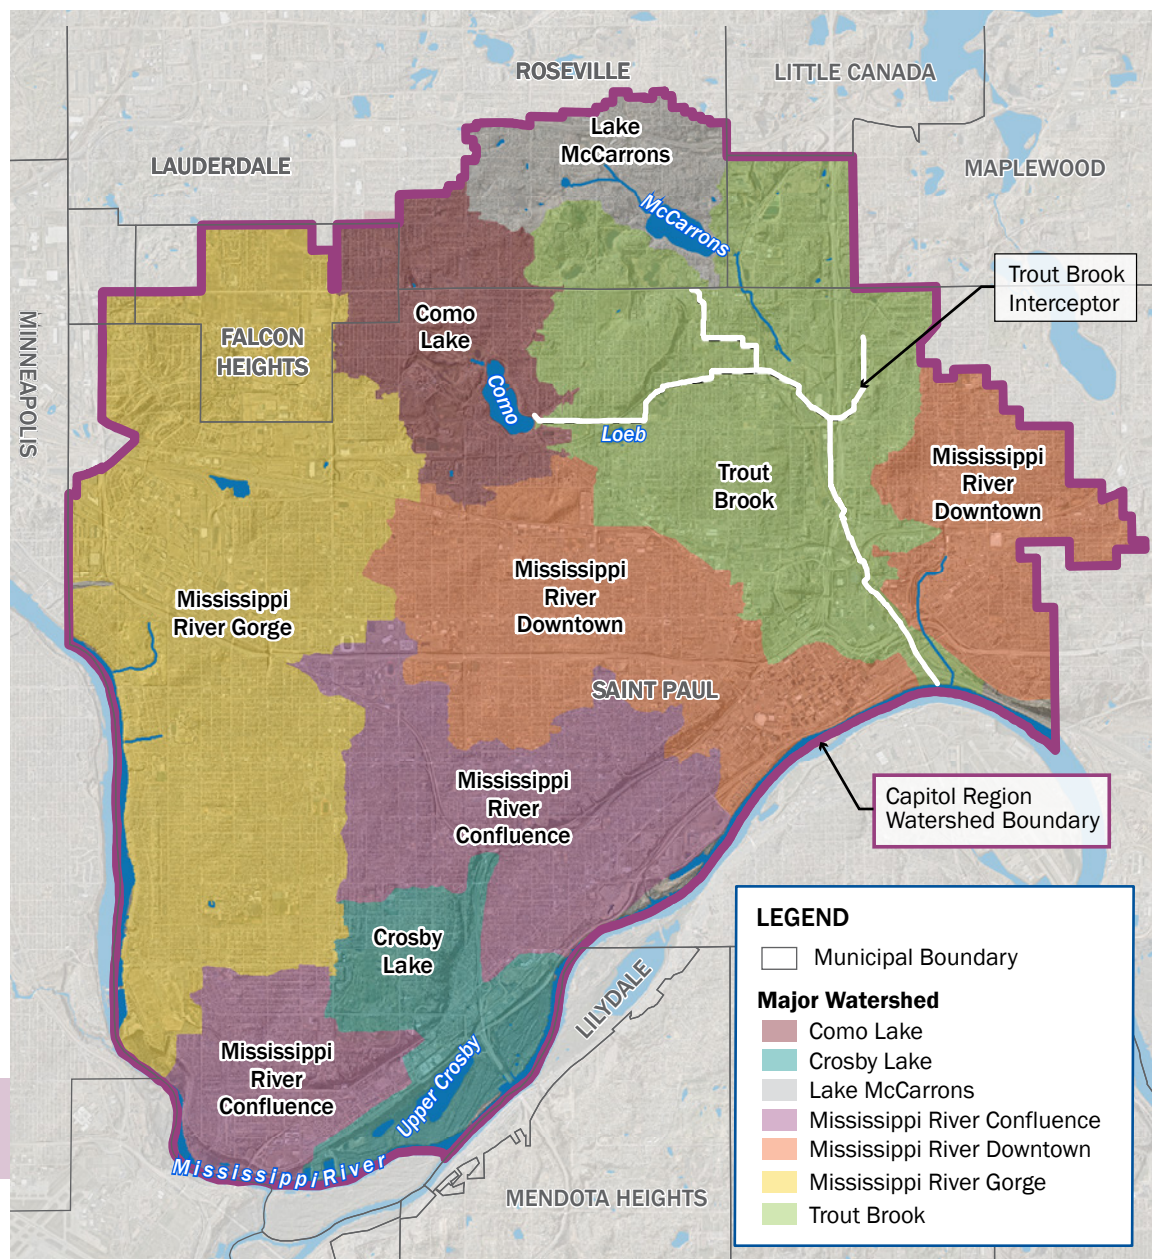 ROSEVILLE
LITTLE CANADA
Lake
McCarrons
LAUDERDALE
MAPLEWOOD
McCarrons
Trout Brook
Interceptor
MINNEAPOLIS
FALCON
HEIGHTS
Como
Lake
Como
Loeb
Trout
Brook
Mississippi
River
Downtown
Mississippi
River Gorge
Mississippi
River
Downtown
SAINT PAUL
Mississippi
River
Confluence
Capitol Region
Watershed Boundary
Crosby
Lake
LILYDALE
Mississippi
River
Confluence
Upper Crosby
Mississippi River
MENDOTA HEIGHTS
LEGEND
Municipal Boundary
Major Watershed
Como Lake
Crosby Lake
Lake McCarrons
Mississippi River Confluence
Mississippi River Downtown
Mississippi River Gorge
Trout Brook